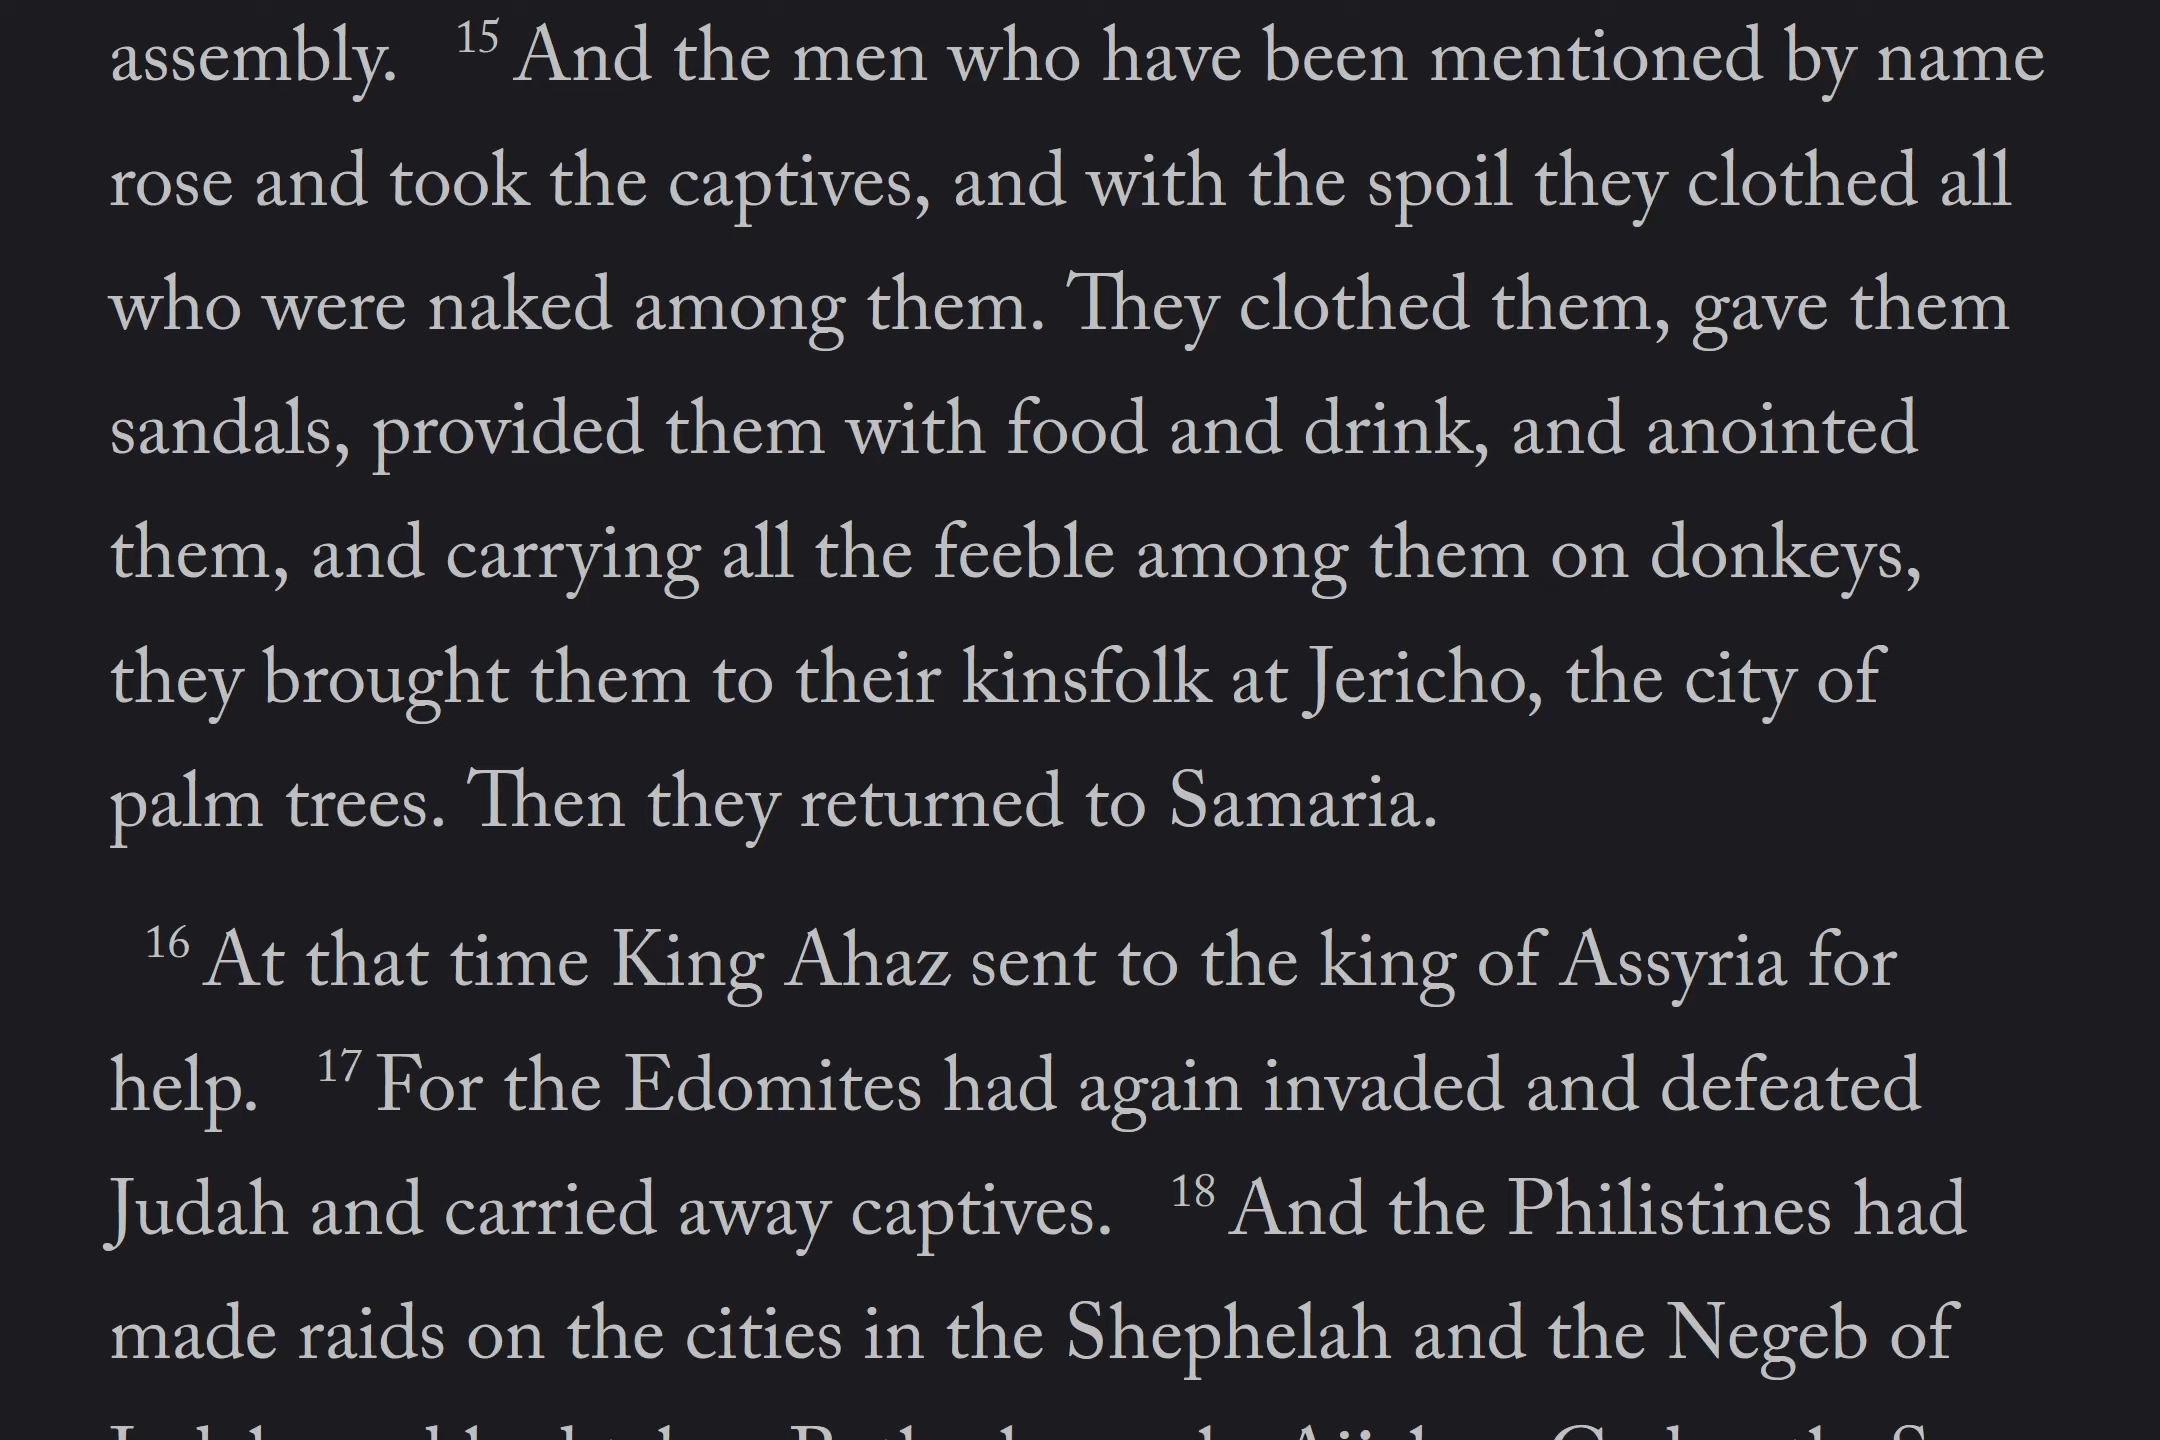 assembly. 15 And the men who have been mentioned by name
rose and took the captives, and with the spoil they clothed all
who were naked among them. They clothed them, gave them
sandals, provided them with food and drink, and anointed
them, and carrying all the feeble among them on donkeys,
they brought them to their kinsfolk at Jericho, the city of
palm trees. Then they returned to Samaria.
16 At that time King Ahaz sent to the king of Assyria for
help. 17 For the Edomites had again invaded and defeated
Judah and carried away captives. 18 And the Philistines had
made raids on the cities in the Shephelah and the Negeb of